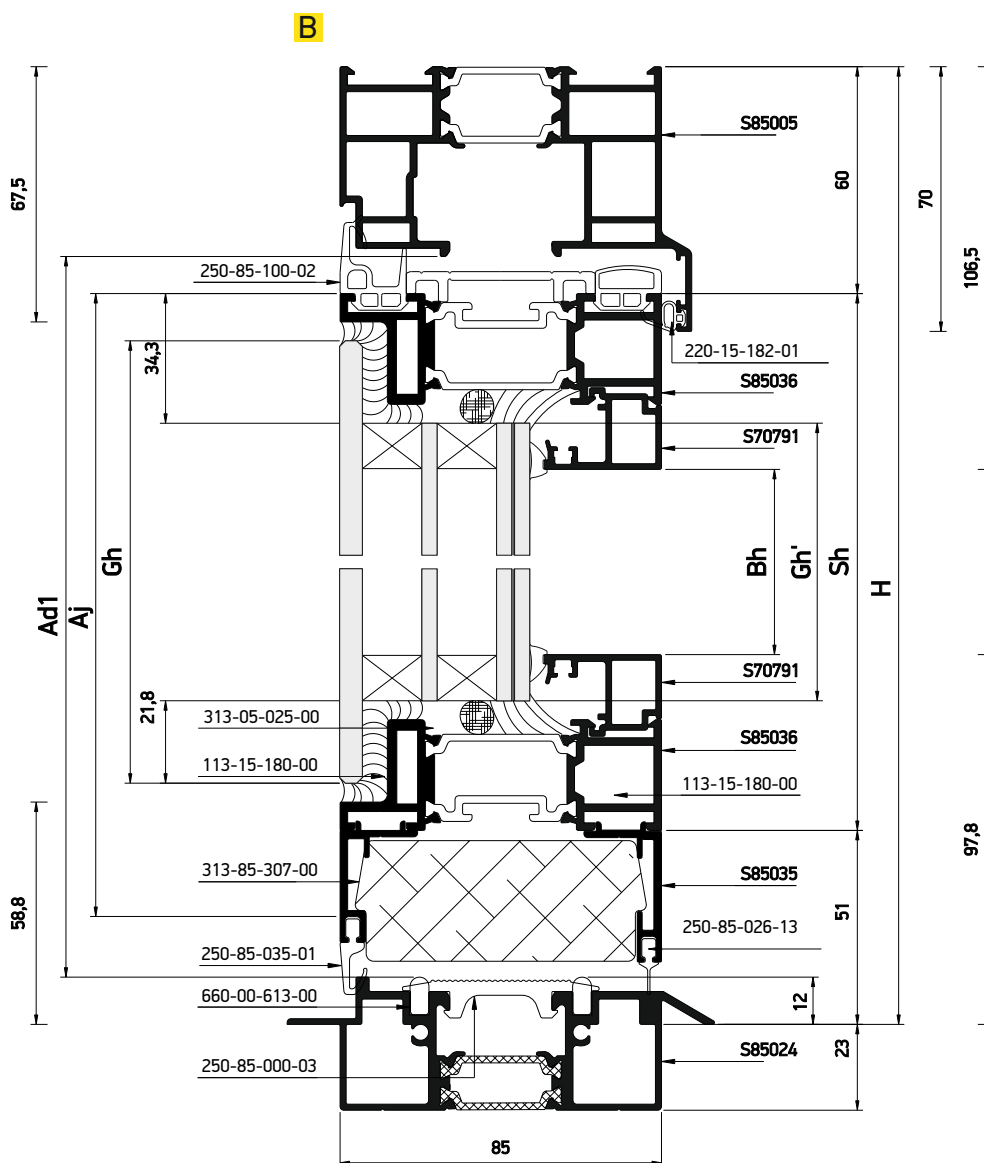 B
S85005
67,5
60
70
106,5
250-85-100-02
34,3
220-15-182-01
S85036
S70791
Gh
Ad1
Aj
Bh
Gh'
Sh
H
S70791
21,8
313-05-025-00
S85036
113-15-180-00
113-15-180-00
58,8
97,8
313-85-307-00
S85035
51
250-85-026-13
250-85-035-01
660-00-613-00
12
250-85-000-03
S85024
23
85